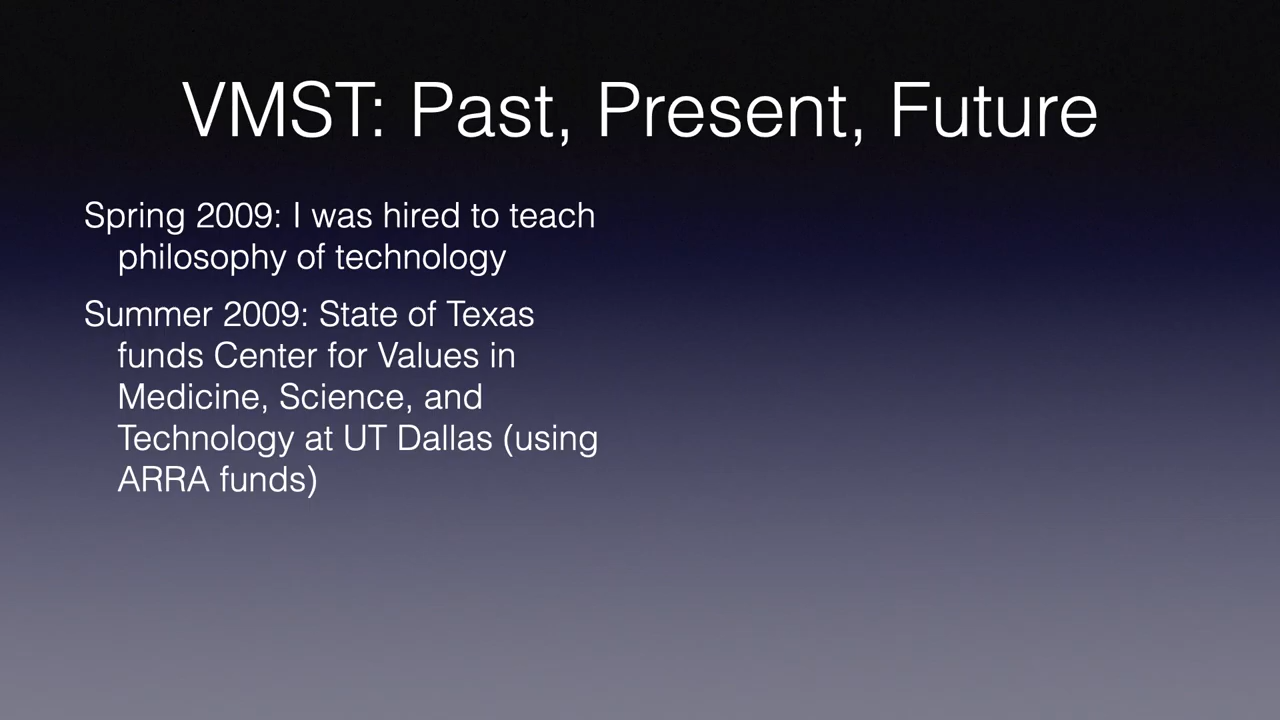 VMST: Past, Present, Future
Spring 2009: I was hired to teach
philosophy of technology
Summer 2009: State of Texas
funds Center for Values in
Medicine, Science, and
Technology at UT Dallas (using
ARRA funds)